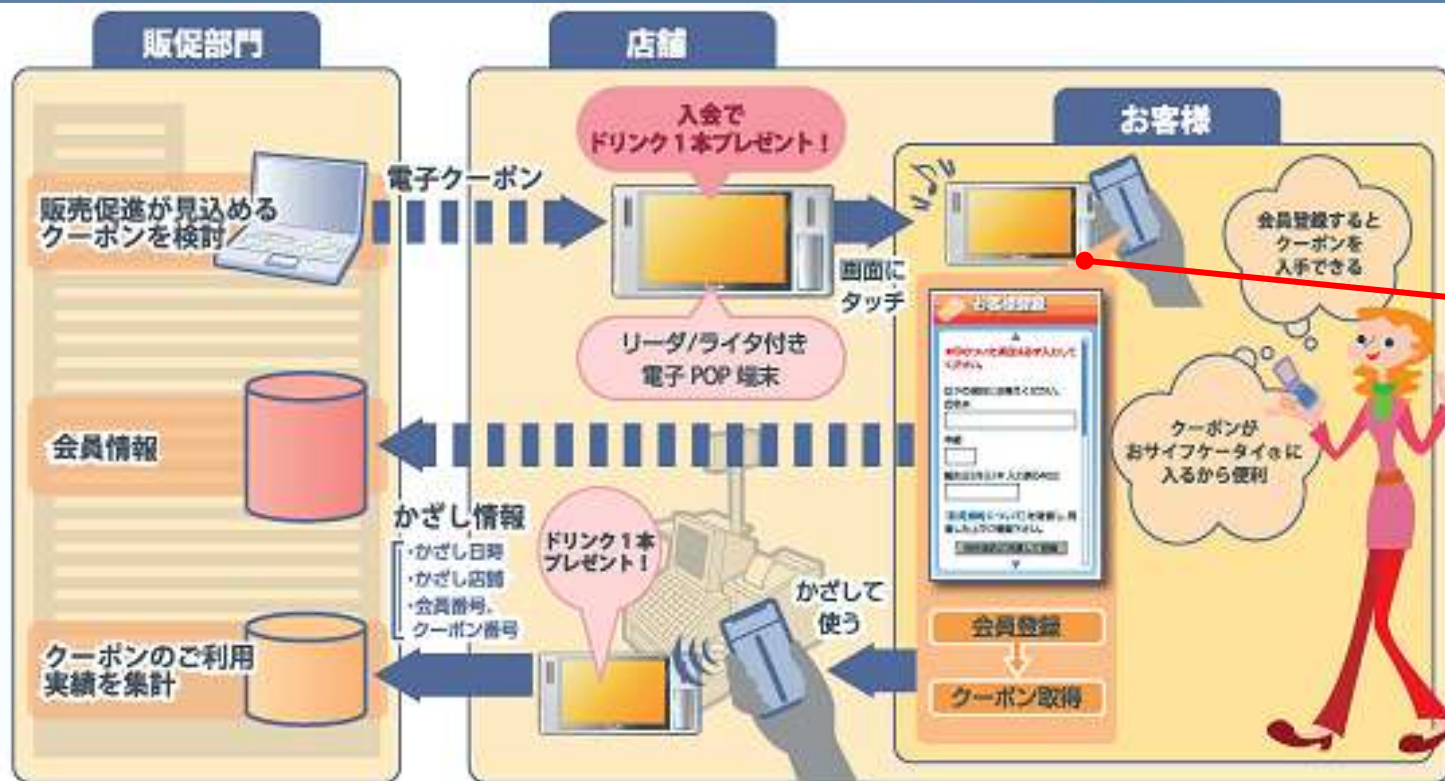 販促部門
店舗
お客様
入会で
ドリンク1本プレゼント!
電子クーポン
販売促進が見込める
クーポンを検討
画面に
タッチ
リーダ/ライタ付き
電子 POP 端末
会員登録すると
クーポンを
入手できる
お客様登録
クーポンが
おサイフケータイ®に
入るから便利
会員情報
かざし情報
・かざし日時
・かざし店舗
・会員番号、
クーポン番号
ドリンク1本
プレゼント!
かざして
使う
会員登録
クーポン取得
クーポンのご利用
実績を集計